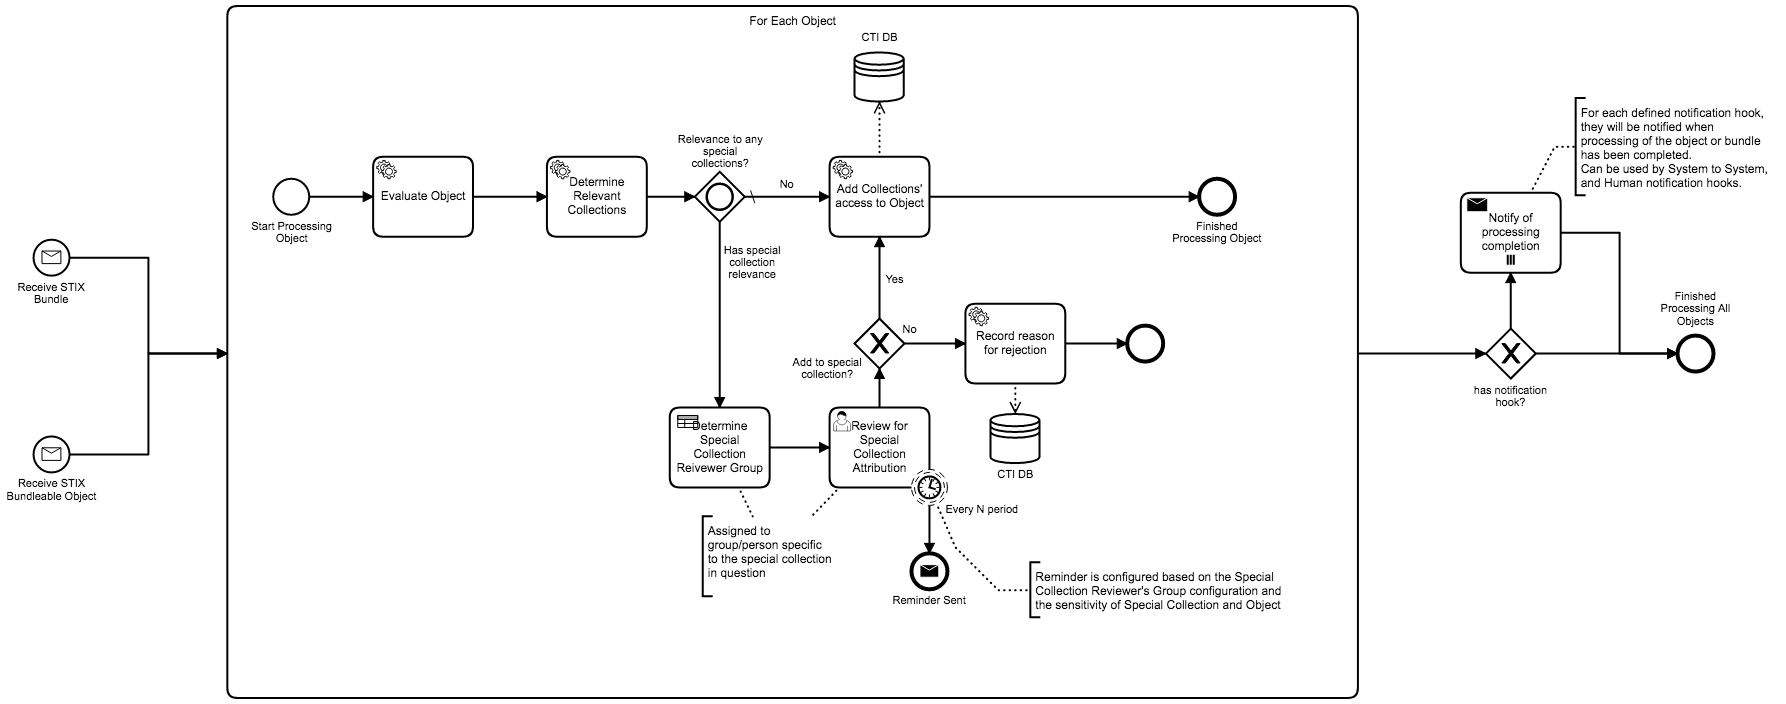 For Each Object
CTI DB
Relevance to any
special
collections?
Start Processing
Object
Evaluate Object
Determine
Relevant
Collections
No
Add Collections'
access to Object
Finished
Processing Object
Has special
collection
relevance
Yes
No
Add to special
collection?
Record reason
for rejection
CTI DB
Determine
Special
Collection
Reivewer Group
Review for
Special
Collection
Attribution
Every N period
Reminder Sent
Assigned to
group/person specific
to the special collection
in question
Reminder is configured based on the Special
Collection Reviewer's Group configuration and
the sensitivity of Special Collection and Object
Receive STIX
Bundle
Receive STIX
Bundleable Object
For each defined notification hook,
they will be notified when
processing of the object or bundle
has been completed.
Can be used by System to System,
and Human notification hooks.
Notify of
processing
completion
Finished
Processing All
Objects
has notification
hook?